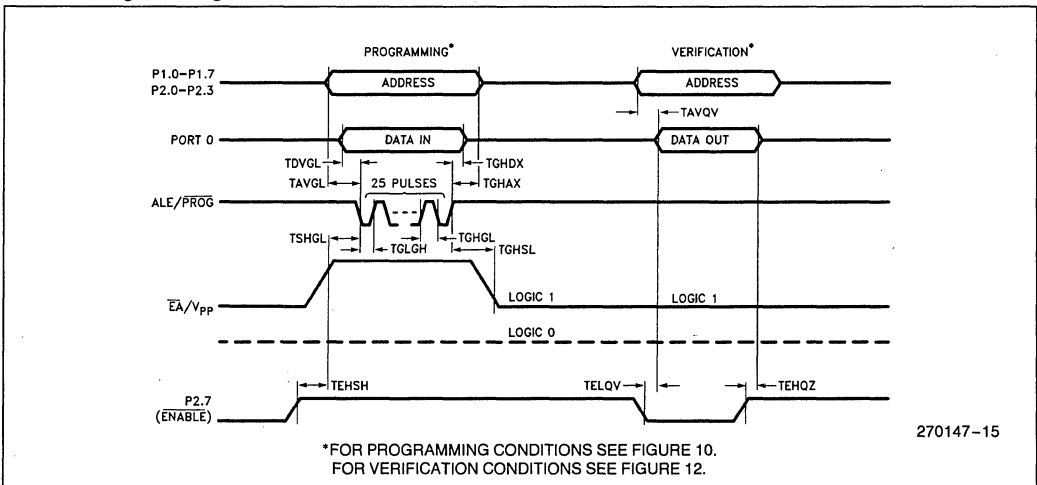 PROGRAMMING*
VERIFICATION*
P1.0–P1.7
P2.0–P2.3
ADDRESS
ADDRESS
TAVQV
PORT 0
DATA IN
DATA OUT
TDVGL
TGHDX
TAVGL
25 PULSES
TGHAX
ALE/PROG
TSHGL
TGLGH
TGHGL
TGHSL
EA/VPP
LOGIC 1
LOGIC 1
LOGIC 0
TEHSH
TELQV
TEHQZ
P2.7
(ENABLE)
270147–15
*FOR PROGRAMMING CONDITIONS SEE FIGURE 10.
FOR VERIFICATION CONDITIONS SEE FIGURE 12.